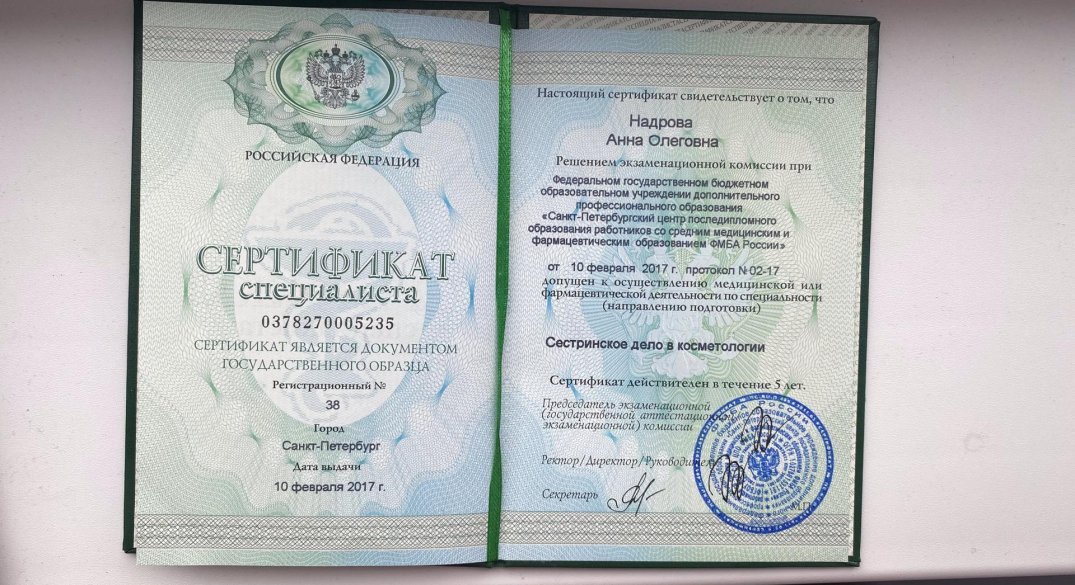 РОССИЙСКАЯ ФЕДЕРАЦИЯ
СЕРТИФИКАТ
специалиста
0378270005235
СЕРТИФИКАТ ЯВЛЯЕТСЯ ДОКУМЕНТОМ
ГОСУДАРСТВЕННОГО ОБРАЗЦА
Регистрационный №
38
Город
Санкт-Петербург
Дата выдачи
10 февраля 2017 г.
Настоящий сертификат свидетельствует о том, что
Надрова
Анна Олеговна
Решением экзаменационной комиссии при
Федеральном государственном бюджетном
образовательном учреждении дополнительного
профессионального образования
«Санкт-Петербургский центр последипломного
образования работников со средним медицинским и
фармацевтическим образованием ФМБА России»
от 10 февраля 2017 г. протокол № 02-17
допущен к осуществлению медицинской или
фармацевтической деятельности по специальности
(направлению подготовки)
Сестринское дело в косметологии
Сертификат действителен в течение 5 лет.
Председатель экзаменационной
(государственной аттестацио
экзаменационной) комиссии
Ректор/Директор/Руководитель
Секретарь
ФМБА РОССИИ